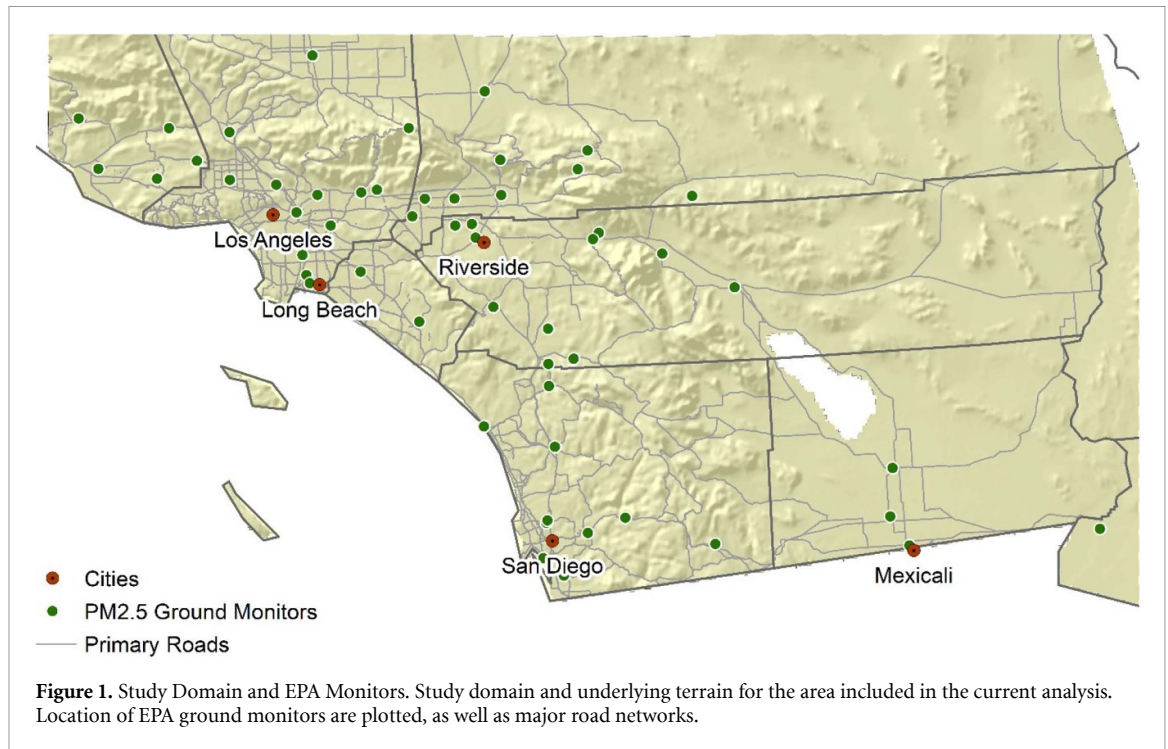 Los Angeles
Riverside
Long Beach
San Diego
Mexicali
Cities
PM2.5 Ground Monitors
Primary Roads
Figure 1. Study Domain and EPA Monitors. Study domain and underlying terrain for the area included in the current analysis.
Location of EPA ground monitors are plotted, as well as major road networks.